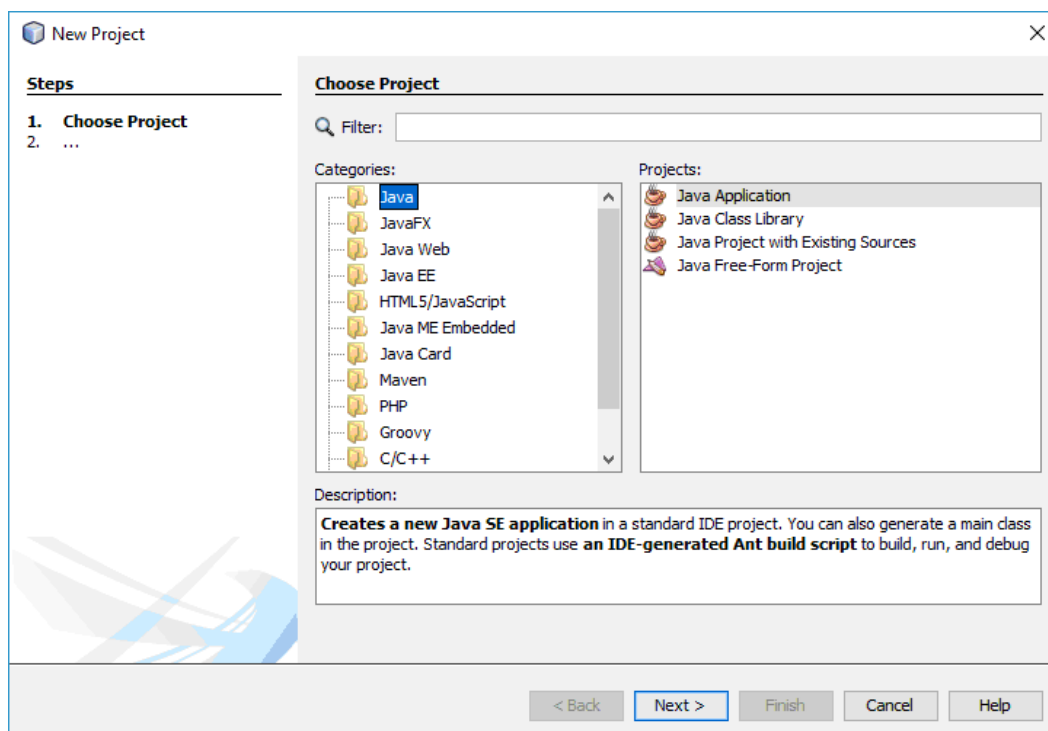 New Project
Steps
1. Choose Project
2. ...
Choose Project
Filter:
Categories:
Java
JavaFX
Java Web
Java EE
HTML5/JavaScript
Java ME Embedded
Java Card
Maven
PHP
Groovy
C/C++
Projects:
Java Application
Java Class Library
Java Project with Existing Sources
Java Free-Form Project
Description:
Creates a new Java SE application in a standard IDE project. You can also generate a main class
in the project. Standard projects use an IDE-generated Ant build script to build, run, and debug
your project.
< Back
Next >
Finish
Cancel
Help